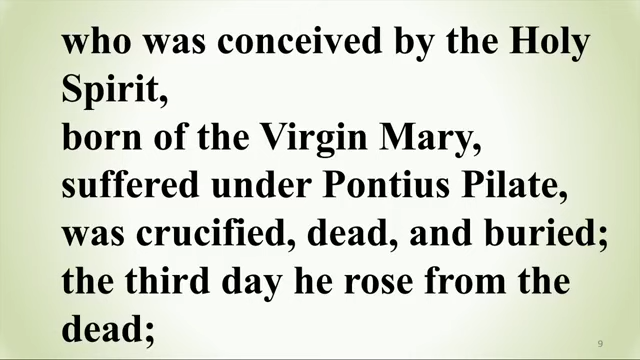 who was conceived by the Holy
Spirit,
born of the Virgin Mary,
suffered under Pontius Pilate,
was crucified, dead, and buried;
the third day he rose from the
dead;
9